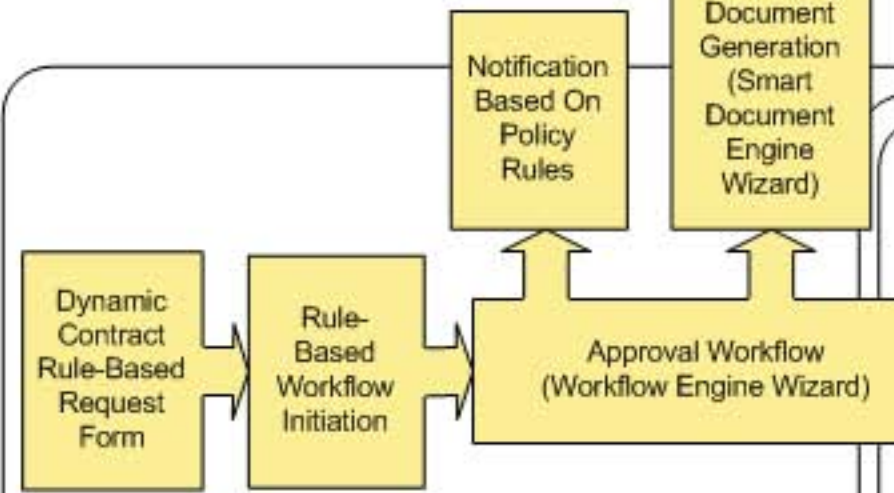 Notification
Based On
Policy
Rules
Document
Generation
(Smart
Document
Engine
Wizard)
Dynamic
Contract
Rule-Based
Request
Form
Rule-
Based
Workflow
Initiation
Approval Workflow
(Workflow Engine Wizard)